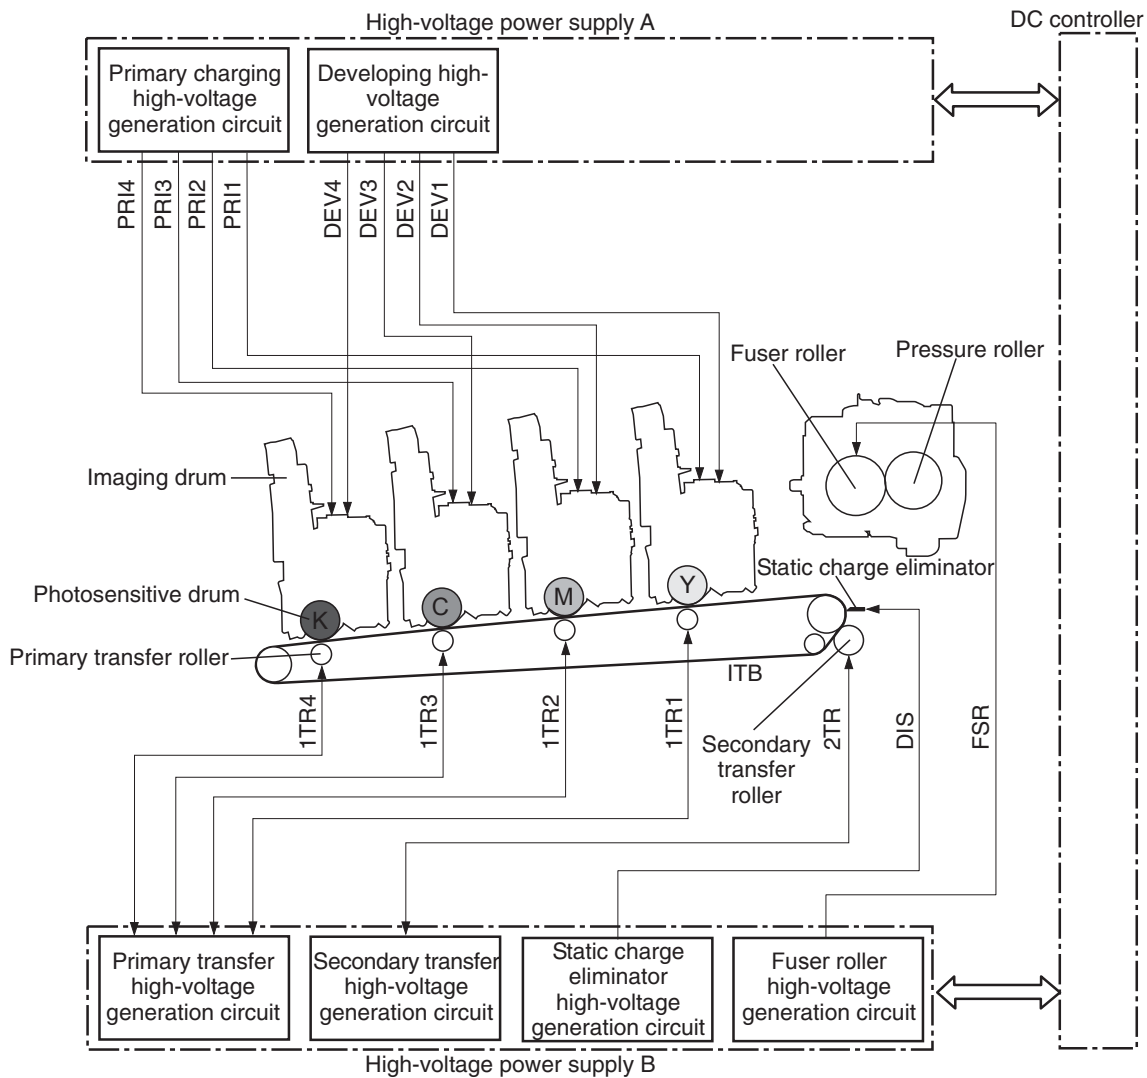 High-voltage power supply A
DC controller
Primary charging
high-voltage
generation circuit
Developing high-
voltage
generation circuit
PRI4
PRI3
PRI2
PRI1
DEV4
DEV3
DEV2
DEV1
Fuser roller
Pressure roller
Imaging drum
Static charge eliminator
Photosensitive drum
K
C
M
Y
Primary transfer roller
ITB
1TR4
1TR3
1TR2
1TR1
2TR
DIS
FSR
Secondary
transfer
roller
Primary transfer
high-voltage
generation circuit
Secondary transfer
high-voltage
generation circuit
Static charge
eliminator
high-voltage
generation circuit
Fuser roller
high-voltage
generation circuit
High-voltage power supply B